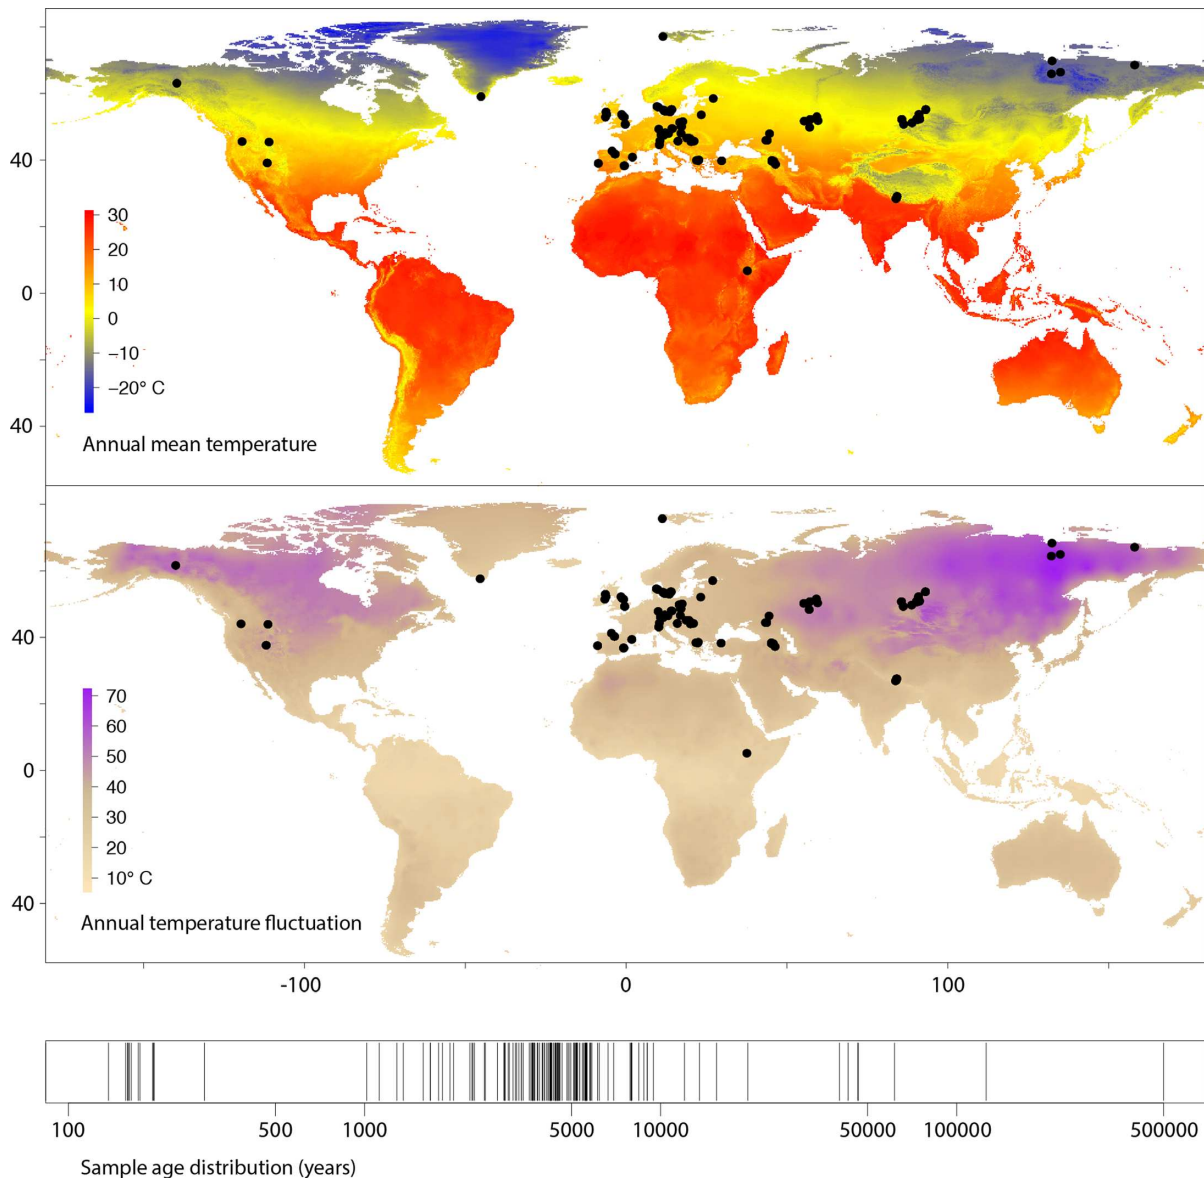 40
0
40
30
20
10
0
−10
−20° C
Annual mean temperature
40
0
40
70
60
50
40
30
20
10° C
Annual temperature fluctuation
-100 0 100
100 500 1000 5000 10000 50000 100000 500000
Sample age distribution (years)